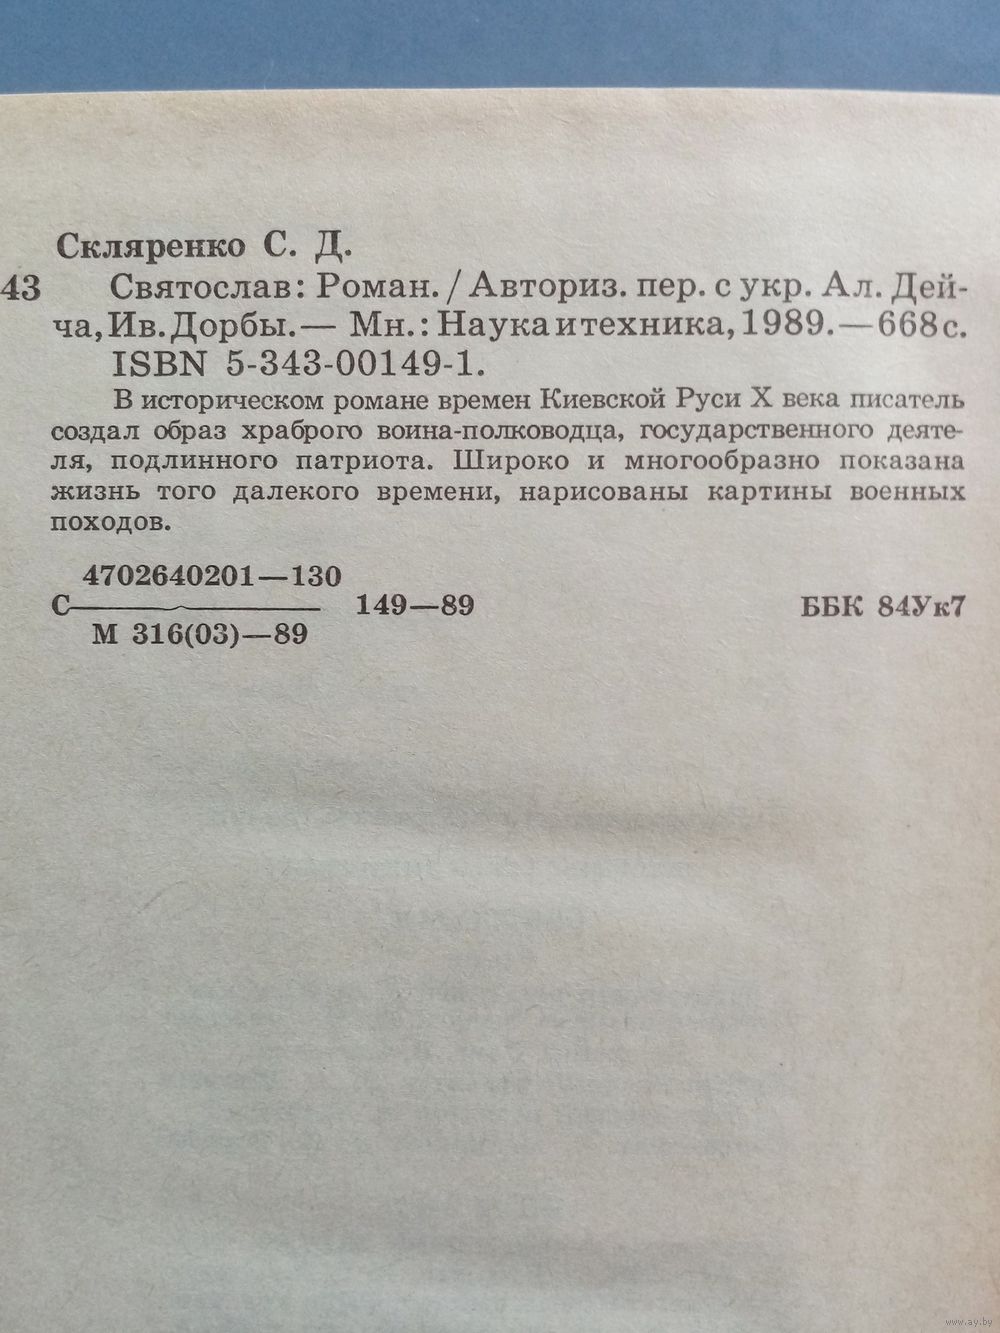 Скляренко С. Д.
43 Святослав: Роман. / Авториз. пер. с укр. Ал. Дей-
ча, Ив. Дорбы.— Мн.: Наука и техника, 1989.—668 с.
ISBN 5-343-00149-1.
В историческом романе времен Киевской Руси X века писатель
создал образ храброго воина-полководца, государственного деяте-
ля, подлинного патриота. Широко и многообразно показана
жизнь того далекого времени, нарисованы картины военных
походов.
4702640201—130
С 149—89 ББК 84Ук7
М 316(03)—89
www.ay.by